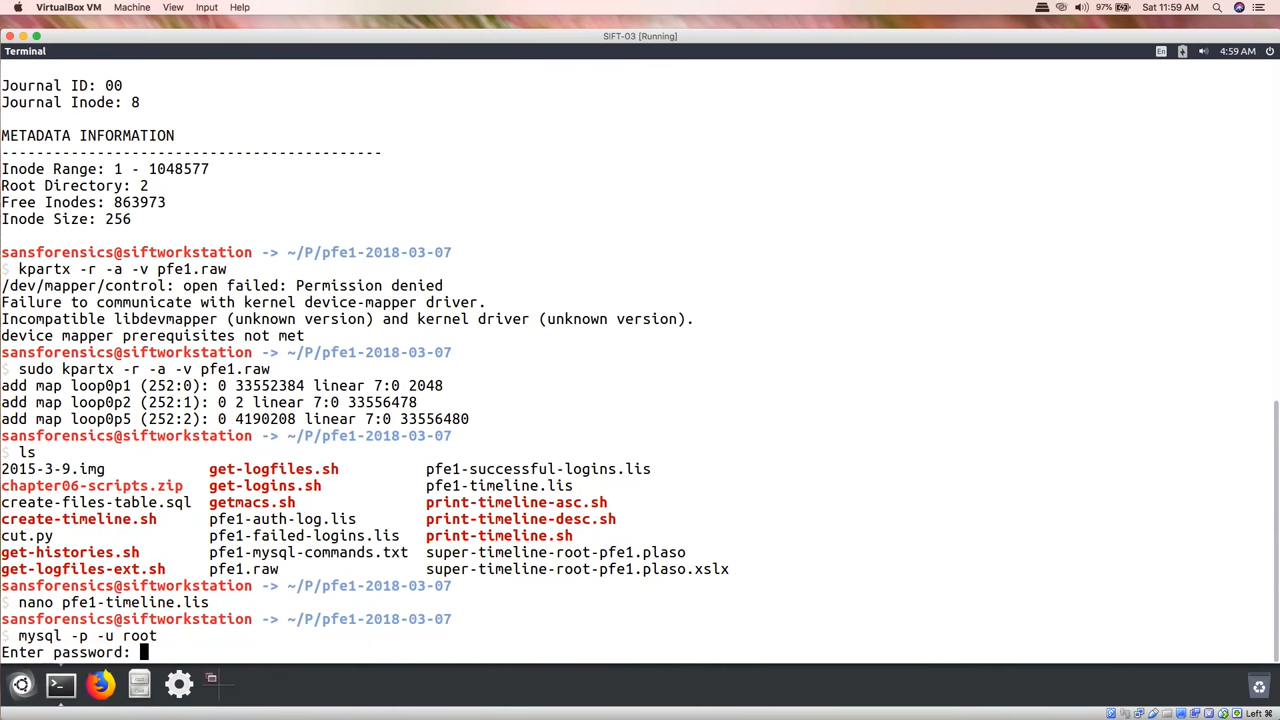 VirtualBox VM Machine View Input Help 97% Sat 11:59 AM
SIFT-03 [Running]
Terminal En 4:59 AM
Journal ID: 00
Journal Inode: 8
METADATA INFORMATION
--------------------------------------------
Inode Range: 1 - 1048577
Root Directory: 2
Free Inodes: 863973
Inode Size: 256
sansforensics@siftworkstation -> ~/P/pfe1-2018-03-07
$ kpartx -r -a -v pfe1.raw
/dev/mapper/control: open failed: Permission denied
Failure to communicate with kernel device-mapper driver.
Incompatible libdevmapper (unknown version) and kernel driver (unknown version).
device mapper prerequisites not met
sansforensics@siftworkstation -> ~/P/pfe1-2018-03-07
$ sudo kpartx -r -a -v pfe1.raw
add map loop0p1 (252:0): 0 33552384 linear 7:0 2048
add map loop0p2 (252:1): 0 2 linear 7:0 33556478
add map loop0p5 (252:2): 0 4190208 linear 7:0 33556480
sansforensics@siftworkstation -> ~/P/pfe1-2018-03-07
$ ls
2015-3-9.img get-logfiles.sh pfe1-successful-logins.lis
chapter06-scripts.zip get-logins.sh pfe1-timeline.lis
create-files-table.sql getmacs.sh print-timeline-asc.sh
create-timeline.sh pfe1-auth-log.lis print-timeline-desc.sh
cut.py pfe1-failed-logins.lis print-timeline.sh
get-histories.sh pfe1-mysql-commands.txt super-timeline-root-pfe1.plaso
get-logfiles-ext.sh pfe1.raw super-timeline-root-pfe1.plaso.xslx
sansforensics@siftworkstation -> ~/P/pfe1-2018-03-07
$ nano pfe1-timeline.lis
sansforensics@siftworkstation -> ~/P/pfe1-2018-03-07
$ mysql -p -u root
Enter password:
Left ⌘